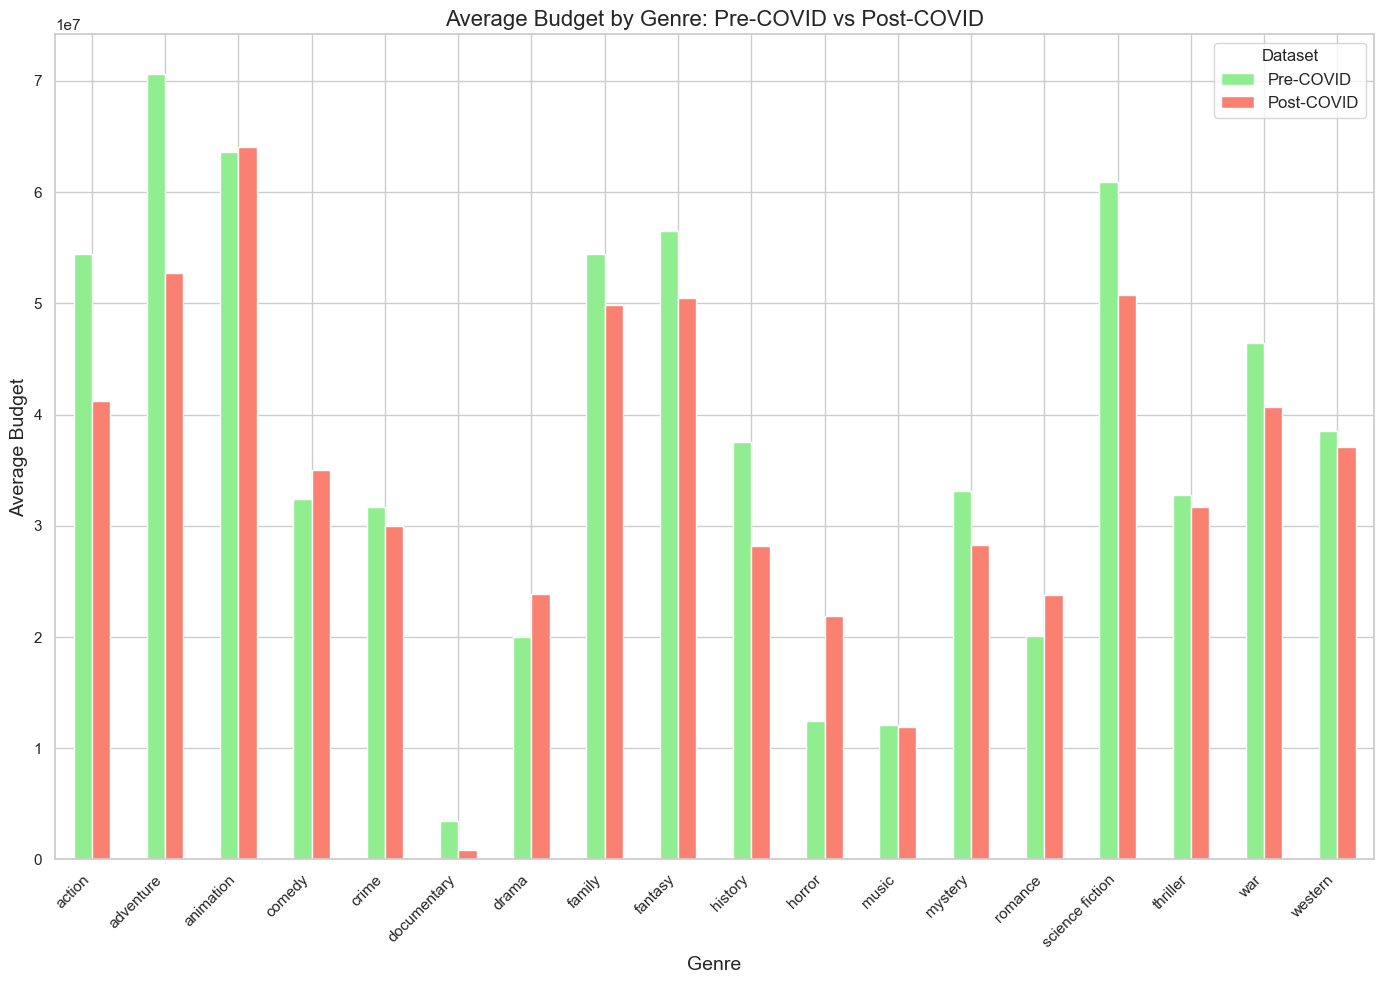 Average Budget by Genre: Pre-COVID vs Post-COVID
1e7
Dataset
Pre-COVID
Post-COVID
7
6
5
4
3
2
1
0
Average Budget
action
adventure
animation
comedy
crime
documentary
drama
family
fantasy
history
horror
music
mystery
romance
science fiction
thriller
war
western
Genre